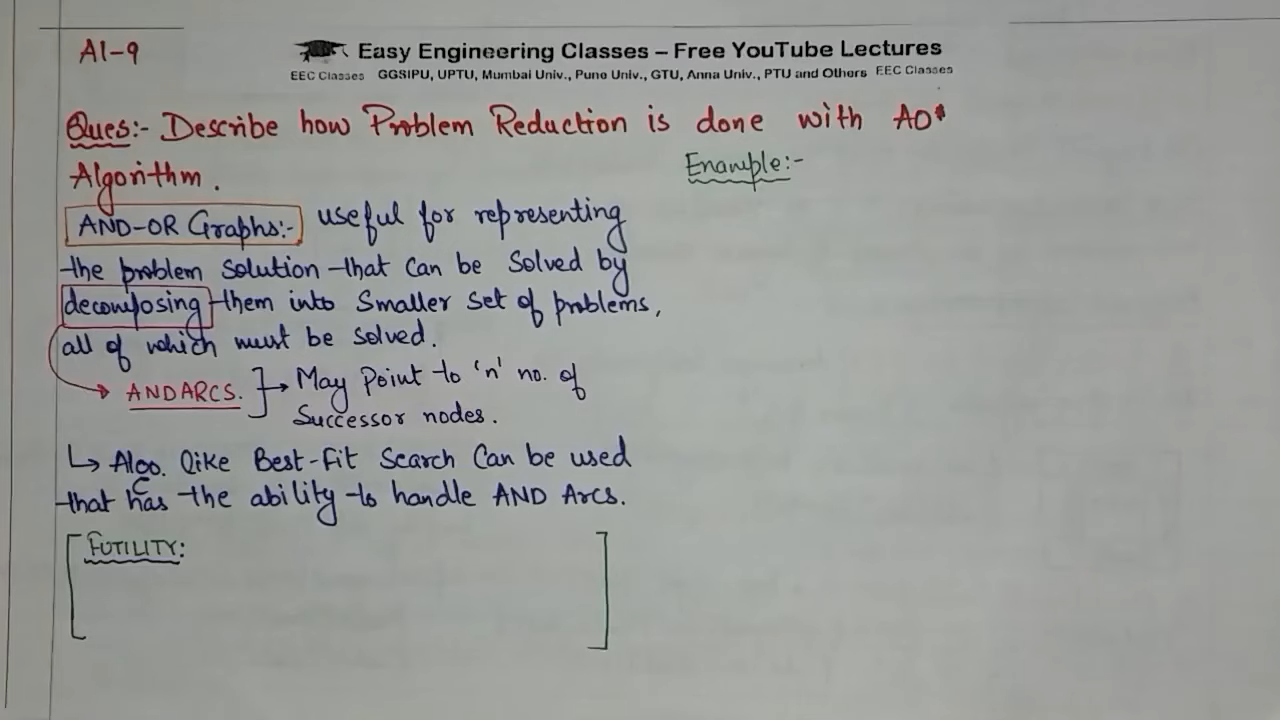 AI-9
Easy Engineering Classes – Free YouTube Lectures
EEC Classes GGSIPU, UPTU, Mumbai Univ., Pune Univ., GTU, Anna Univ., PTU and Others EEC Classes
Ques:- Describe how Problem Reduction is done with AO*
Algorithm.
Enample:-
AND-OR Graphs:- useful for representing
the problem solution that can be solved by
decomposing them into smaller set of problems,
all of which must be solved.
ANDARCS. → May Point to 'n' no. of
Successor nodes.
↳ Algo. Like Best-Fit Search Can be used
that has the ability to handle AND Arcs.
FUTILITY: